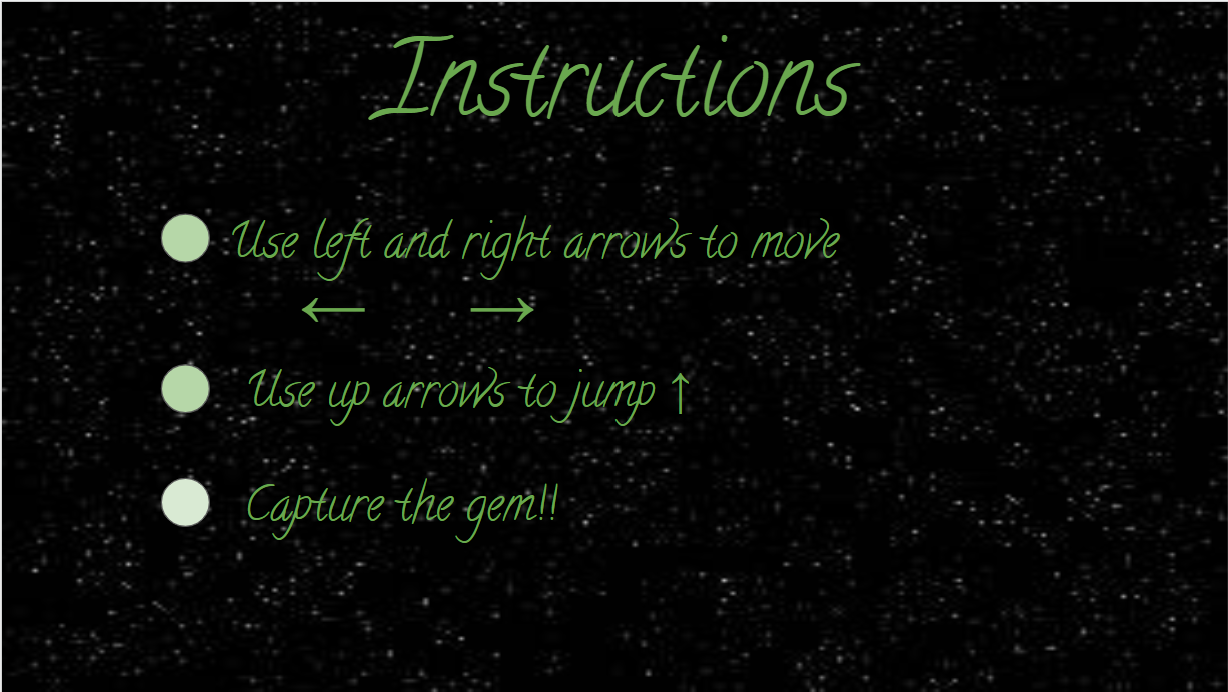 Instructions
Use left and right arrows to move
← →
Use up arrows to jump ↑
Capture the gem!!